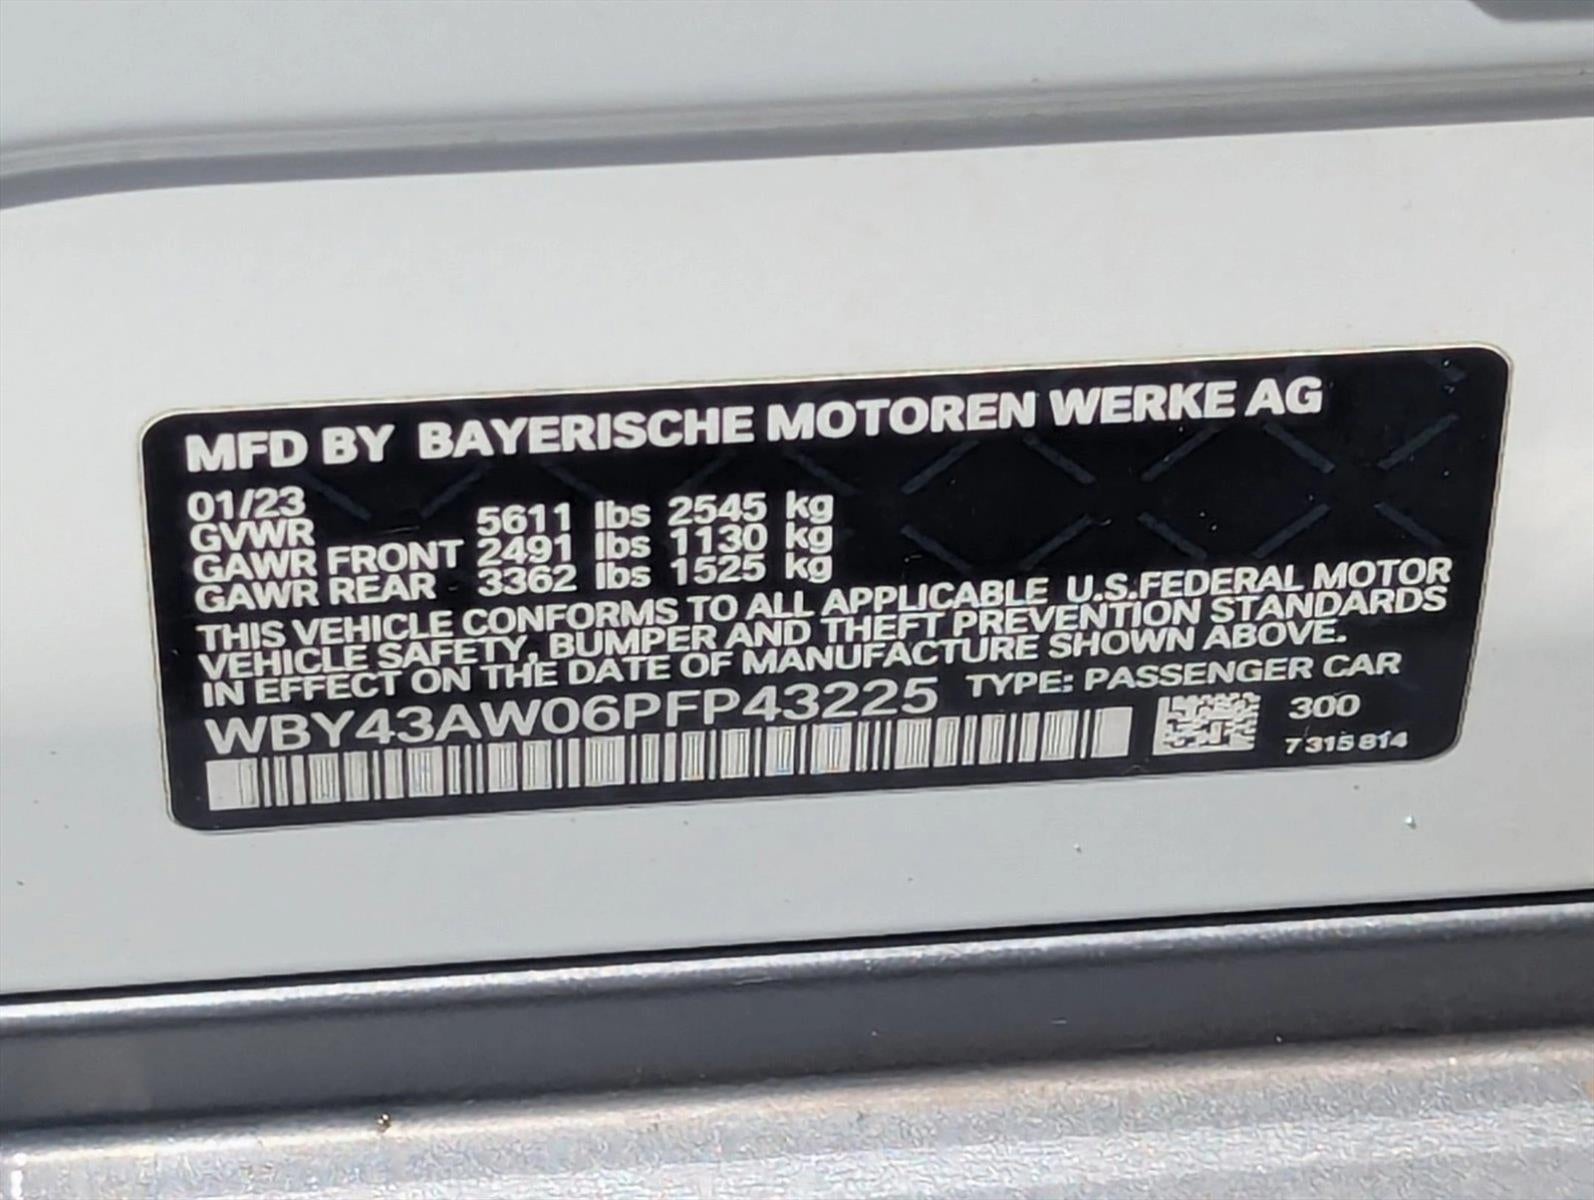 MFD BY BAYERISCHE MOTOREN WERKE AG
01/23
GVWR 5611 lbs 2545 kg
GAWR FRONT 2491 lbs 1130 kg
GAWR REAR 3362 lbs 1525 kg
THIS VEHICLE CONFORMS TO ALL APPLICABLE U.S.FEDERAL MOTOR
VEHICLE SAFETY, BUMPER AND THEFT PREVENTION STANDARDS
IN EFFECT ON THE DATE OF MANUFACTURE SHOWN ABOVE.
WBY43AW06PFP43225 TYPE: PASSENGER CAR
300
7 315 814